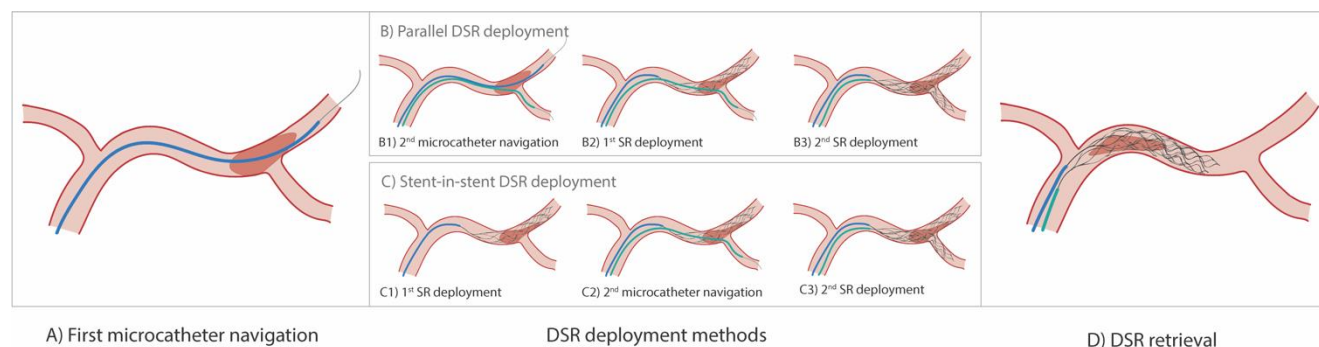 B) Parallel DSR deployment
B1) 2nd microcatheter navigation
B2) 1st SR deployment
B3) 2nd SR deployment
C) Stent-in-stent DSR deployment
C1) 1st SR deployment
C2) 2nd microcatheter navigation
C3) 2nd SR deployment
A) First microcatheter navigation
DSR deployment methods
D) DSR retrieval